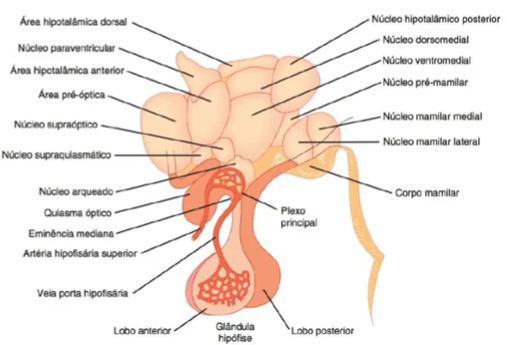 Área hipotalâmica dorsal
Núcleo paraventricular
Área hipotalâmica anterior
Área pré-óptica
Núcleo supraóptico
Núcleo supraquiasmático
Núcleo arqueado
Quiasma óptico
Eminência mediana
Artéria hipofisária superior
Veia porta hipofisária
Lobo anterior
Glândula
hipófise
Lobo posterior
Plexo
principal
Núcleo hipotalâmico posterior
Núcleo dorsomedial
Núcleo ventromedial
Núcleo pré-mamilar
Núcleo mamilar medial
Núcleo mamilar lateral
Corpo mamilar